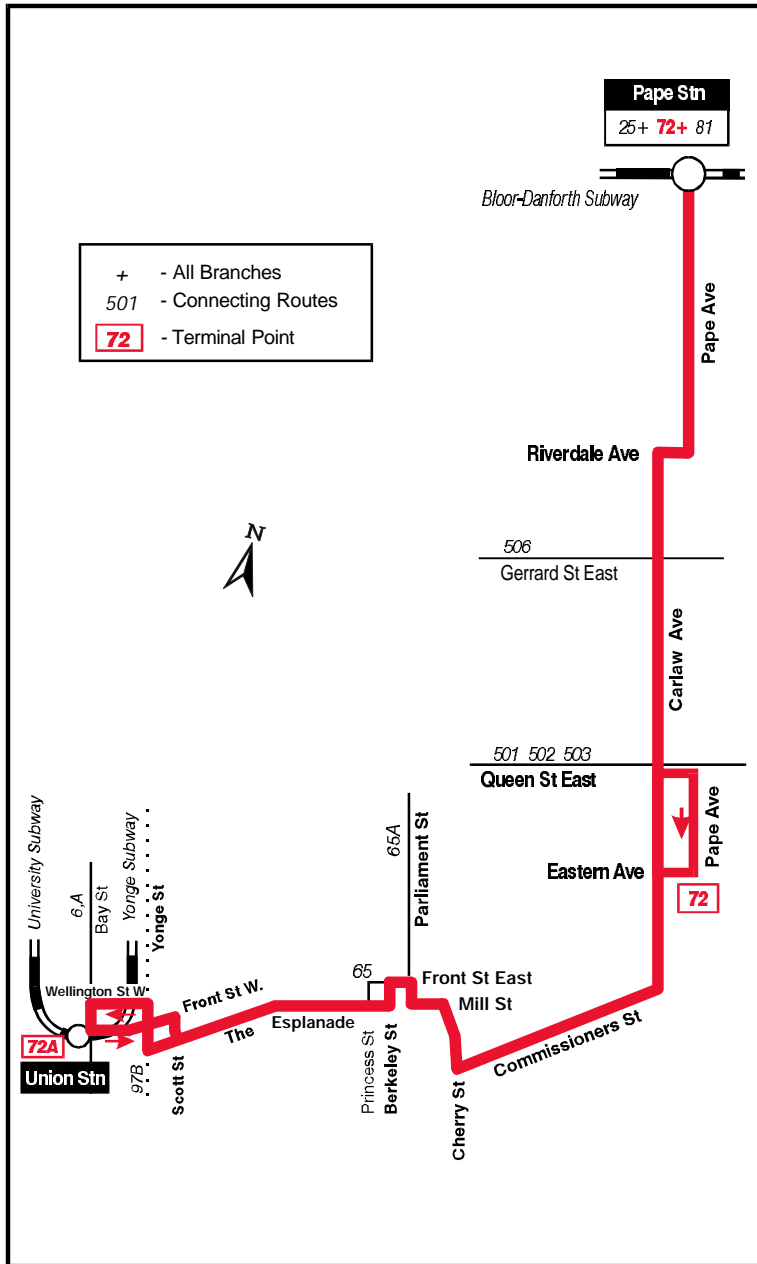 Pape Stn
25+ 72+ 81
Bloor-Danforth Subway
+ - All Branches
501 - Connecting Routes
72 - Terminal Point
Pape Ave
Riverdale Ave
N
506
Gerrard St East
Carlaw Ave
501 502 503
Queen St East
Pape Ave
Eastern Ave
72
University Subway
6,A
Bay St
Yonge Subway
Yonge St
65A
Parliament St
Wellington St W
65
Front St East
Mill St
Front St W.
The
Esplanade
72A
Union Stn
97B
Scott St
Princess St
Berkeley St
Cherry St
Commissioners St